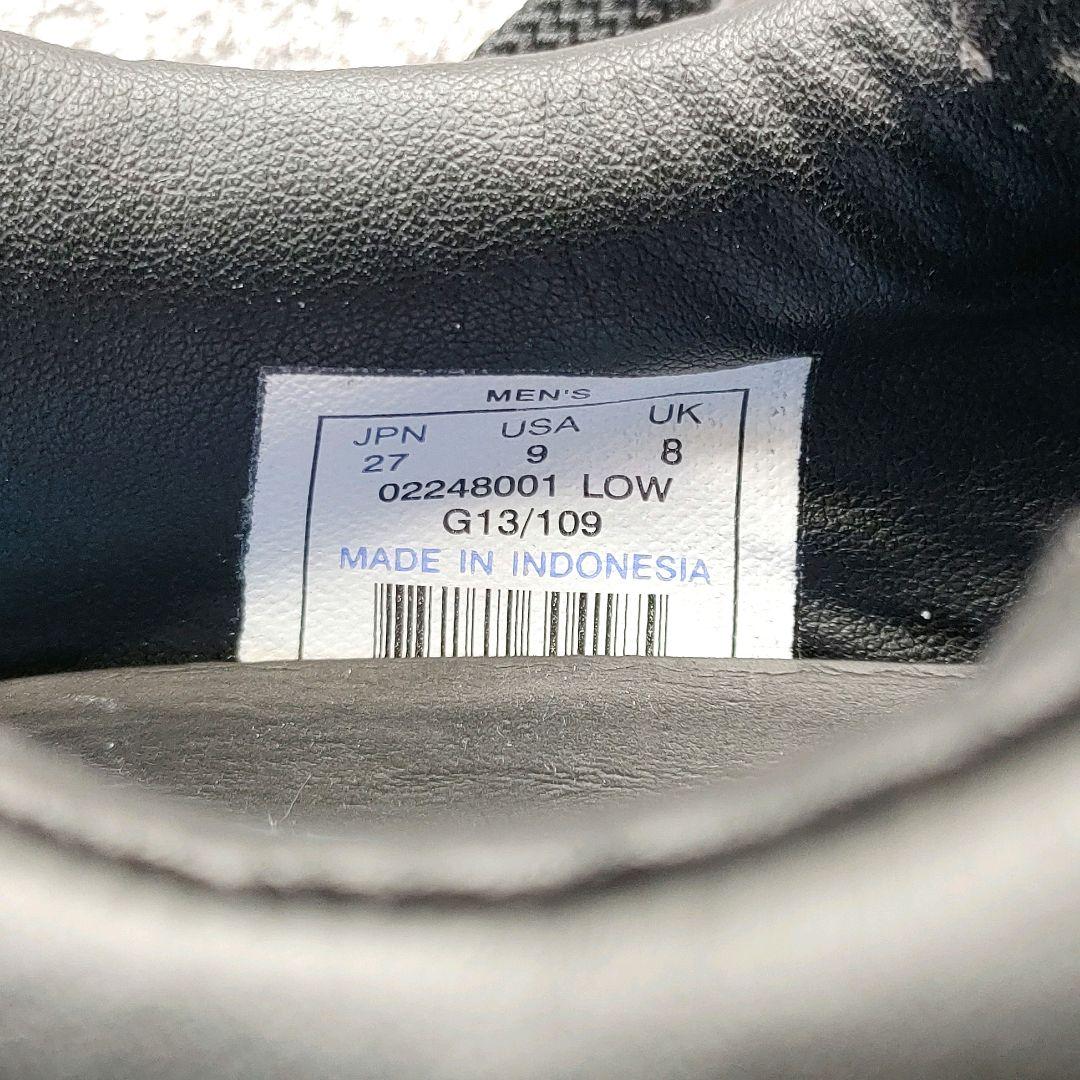 MEN'S
JPN USA UK
27 9 8
02248001 LOW
G13/109
MADE IN INDONESIA